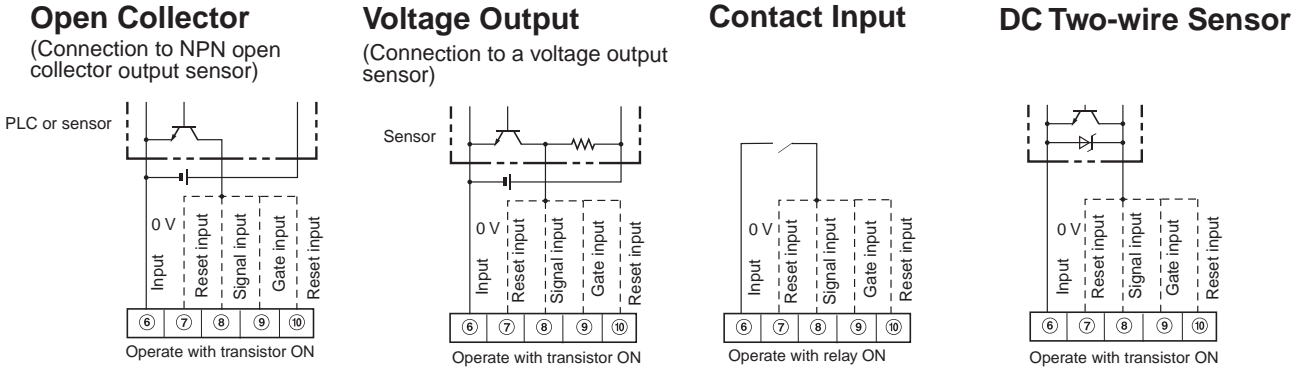 Open Collector
(Connection to NPN open
collector output sensor)
PLC or sensor
0 V
Input
Reset input
Signal input
Gate input
Reset input
⑥ ⑦ ⑧ ⑨ ⑩
Operate with transistor ON
Voltage Output
(Connection to a voltage output
sensor)
Sensor
0 V
Input
Reset input
Signal input
Gate input
Reset input
⑥ ⑦ ⑧ ⑨ ⑩
Operate with transistor ON
Contact Input
0 V
Input
Reset input
Signal input
Gate input
Reset input
⑥ ⑦ ⑧ ⑨ ⑩
Operate with relay ON
DC Two-wire Sensor
0 V
Input
Reset input
Signal input
Gate input
Reset input
⑥ ⑦ ⑧ ⑨ ⑩
Operate with transistor ON